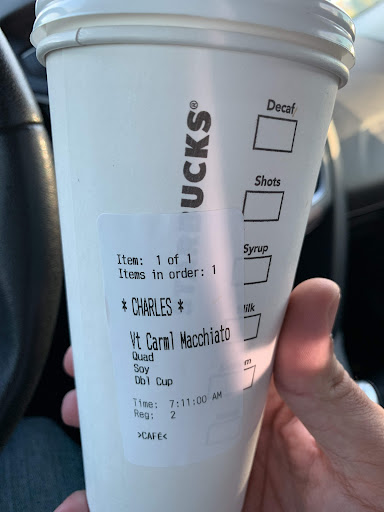 UCKS®
Decaf
Shots
Syrup
Item: 1 of 1
Items in order: 1
* CHARLES *
Vt Carml Macchiato
Quad
Soy
Dbl Cup
Time: 7:11:00 AM
Reg: 2
>CAFE<
ilk
m